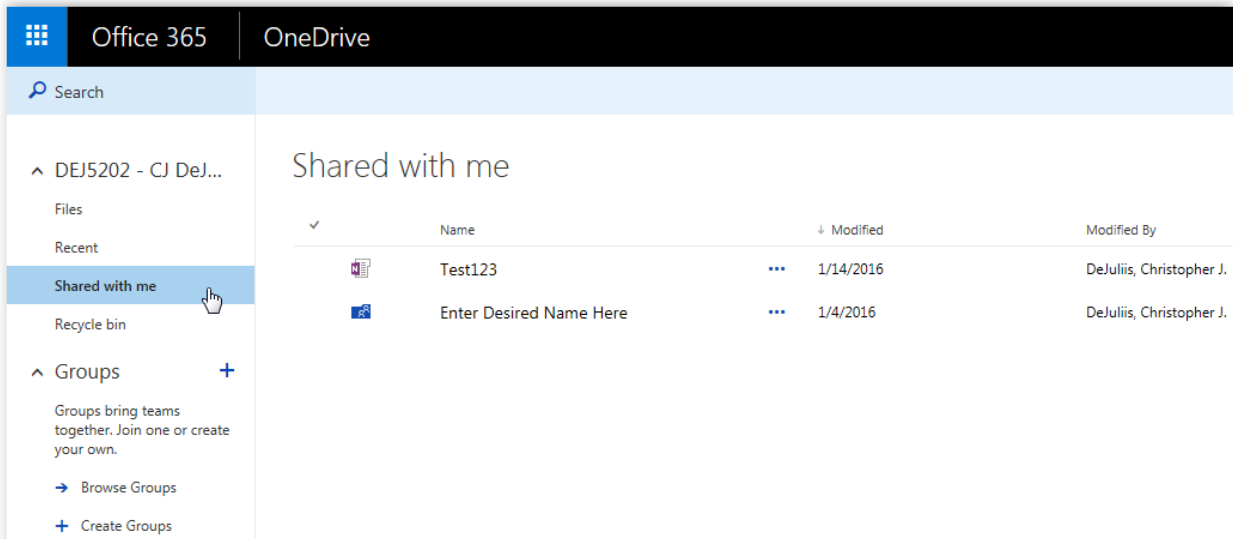 Office 365
OneDrive
Search
DEJ5202 - CJ DeJ...
Files
Recent
Shared with me
Recycle bin
Groups
Groups bring teams
together. Join one or create
your own.
Browse Groups
Create Groups
Shared with me
Name
Modified
Modified By
Test123
1/14/2016
DeJuliis, Christopher J.
Enter Desired Name Here
1/4/2016
DeJuliis, Christopher J.